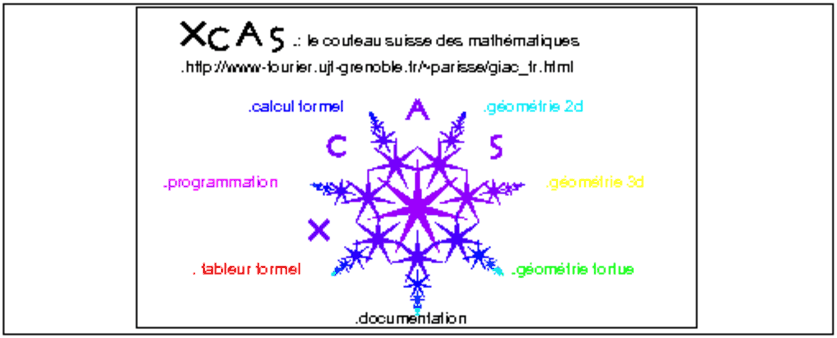 XCAS .: le couteau suisse des mathématiques
.http://www-fourier.ujf-grenoble.fr/~parisse/giac_fr.html
.calcul formel
A
.géométrie 2d
C
S
.programmation
.géométrie 3d
X
. tableur formel
.géométrie tortue
.documentation